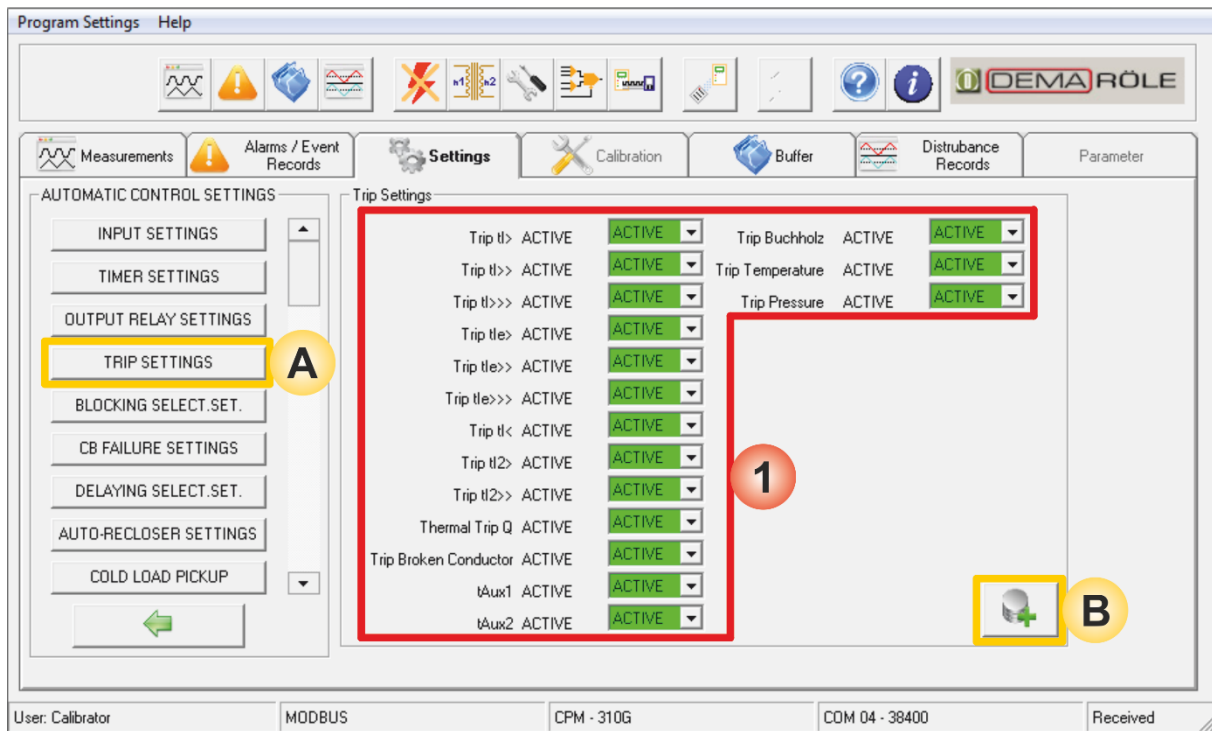 Program Settings Help
n1 n2
DEMA RÖLE
Measurements
Alarms / Event
Records
Settings
Calibration
Buffer
Distrubance
Records
Parameter
AUTOMATIC CONTROL SETTINGS
INPUT SETTINGS
TIMER SETTINGS
OUTPUT RELAY SETTINGS
TRIP SETTINGS
A
BLOCKING SELECT.SET.
CB FAILURE SETTINGS
DELAYING SELECT.SET.
AUTO-RECLOSER SETTINGS
COLD LOAD PICKUP
Trip Settings
Trip tI> ACTIVE ACTIVE
Trip tI>> ACTIVE ACTIVE
Trip tI>>> ACTIVE ACTIVE
Trip tIe> ACTIVE ACTIVE
Trip tIe>> ACTIVE ACTIVE
Trip tIe>>> ACTIVE ACTIVE
Trip tI< ACTIVE ACTIVE
Trip tI2> ACTIVE ACTIVE
Trip tI2>> ACTIVE ACTIVE
Thermal Trip Q ACTIVE ACTIVE
Trip Broken Conductor ACTIVE ACTIVE
tAux1 ACTIVE ACTIVE
tAux2 ACTIVE ACTIVE
Trip Buchholz ACTIVE ACTIVE
Trip Temperature ACTIVE ACTIVE
Trip Pressure ACTIVE ACTIVE
1
B
User: Calibrator
MODBUS
CPM - 310G
COM 04 - 38400
Received